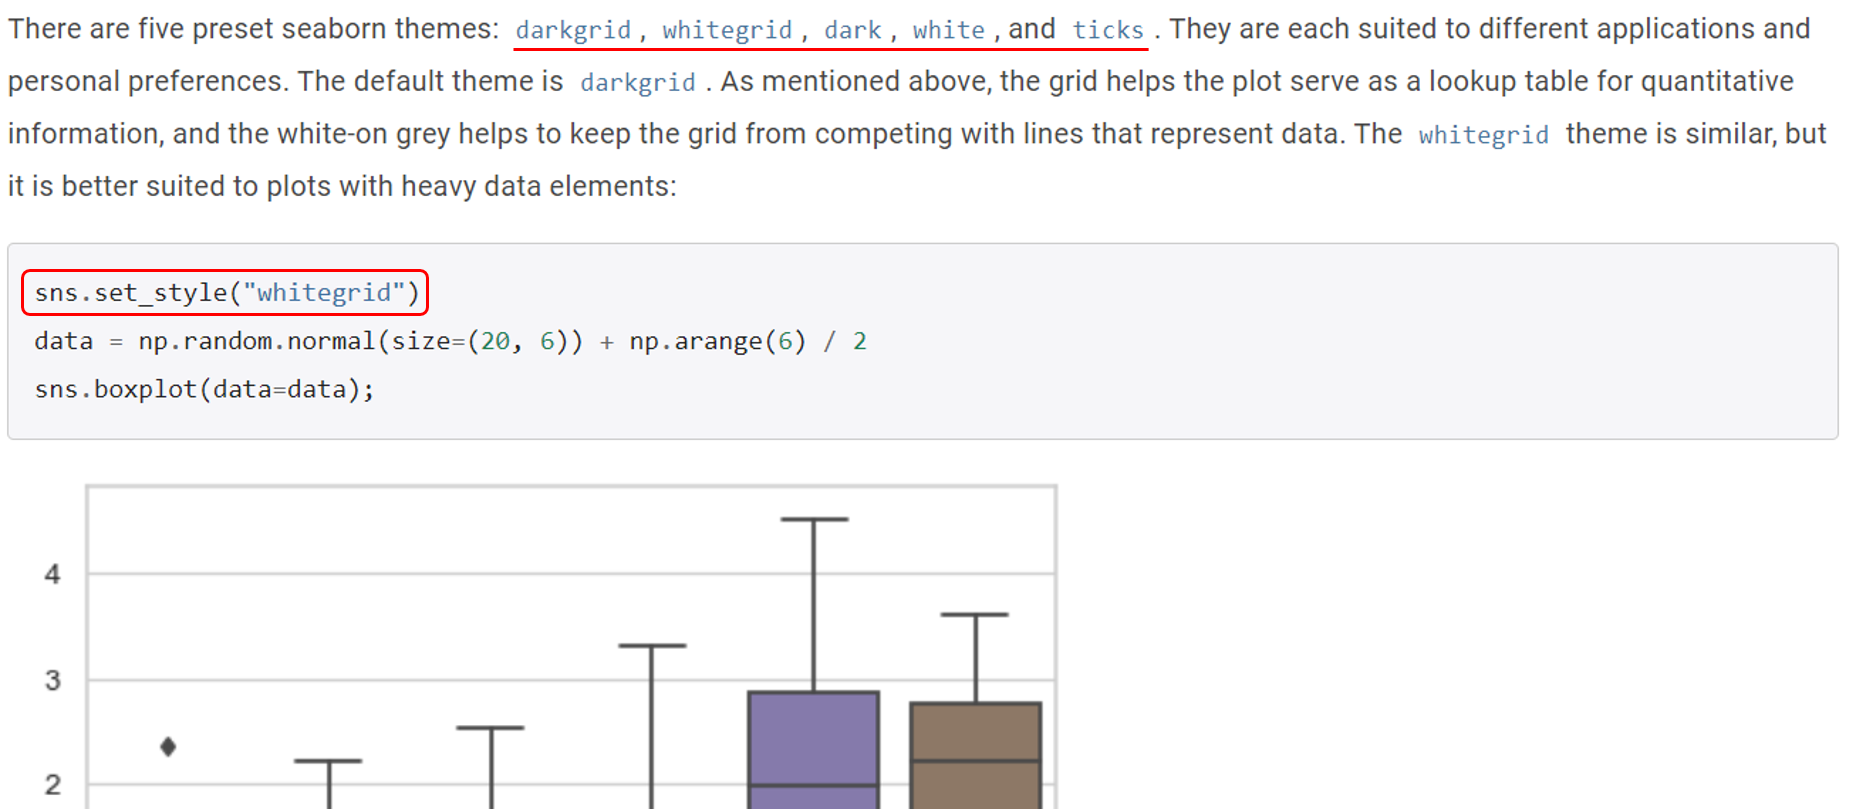 There are five preset seaborn themes: darkgrid, whitegrid, dark, white, and ticks. They are each suited to different applications and
personal preferences. The default theme is darkgrid. As mentioned above, the grid helps the plot serve as a lookup table for quantitative
information, and the white-on grey helps to keep the grid from competing with lines that represent data. The whitegrid theme is similar, but
it is better suited to plots with heavy data elements:
sns.set_style("whitegrid")
data = np.random.normal(size=(20, 6)) + np.arange(6) / 2
sns.boxplot(data=data);
4
3
2